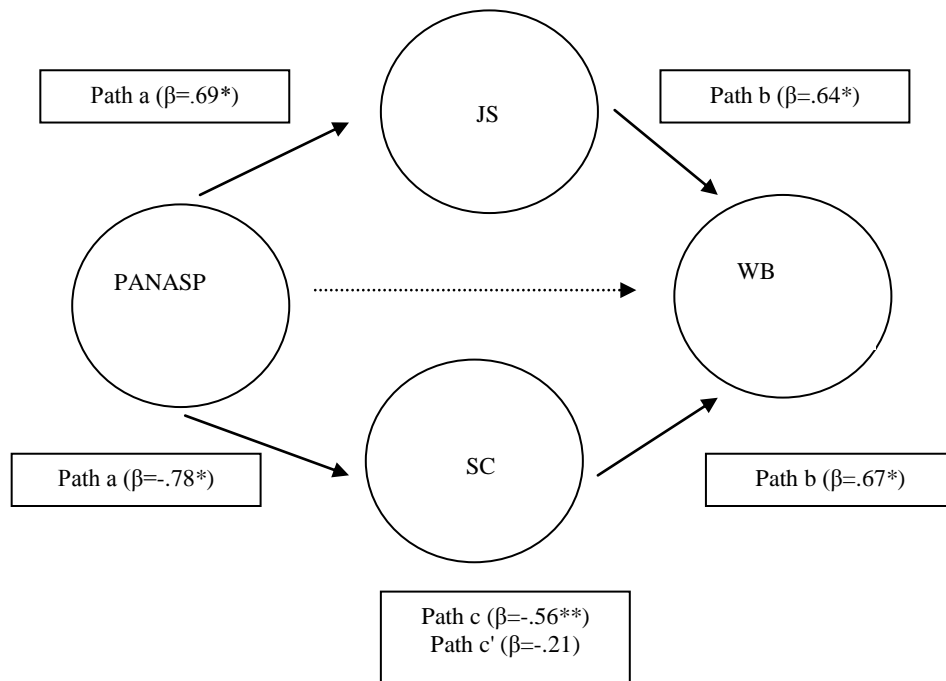 Path a (β=.69*)
JS
Path b (β=.64*)
PANASP
WB
SC
Path a (β=-.78*)
Path b (β=.67*)
Path c (β=-.56**)
Path c' (β=-.21)